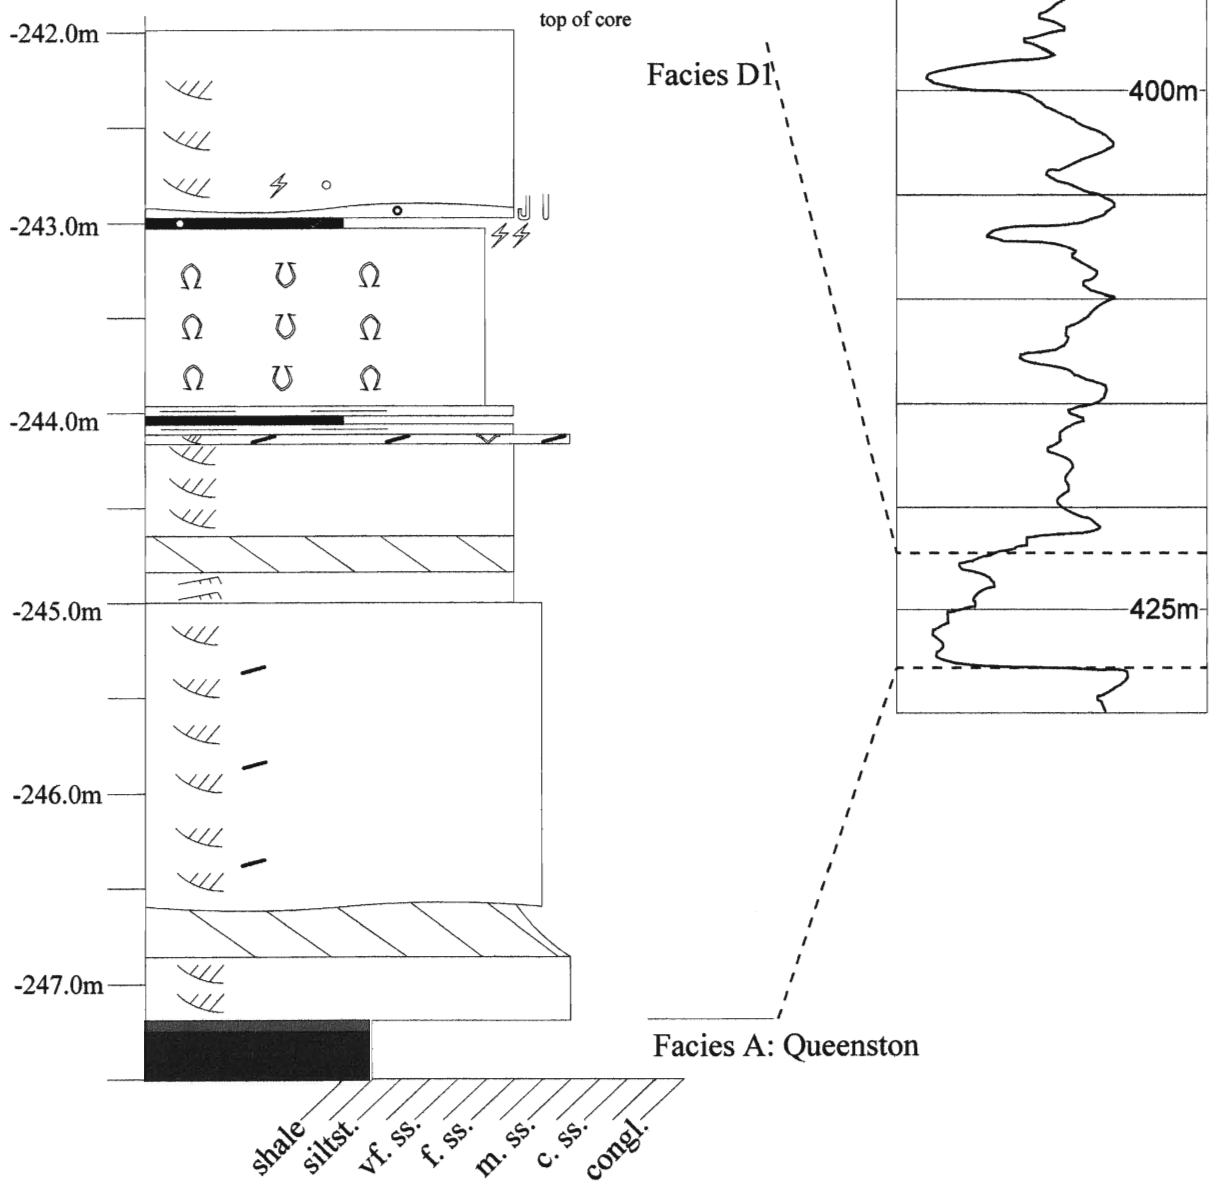 top of core
-242.0m
Facies D1
400m
-243.0m
-244.0m
-245.0m
425m
-246.0m
-247.0m
Facies A: Queenston
shale
siltst.
vf. ss.
f. ss.
m. ss.
c. ss.
congl.